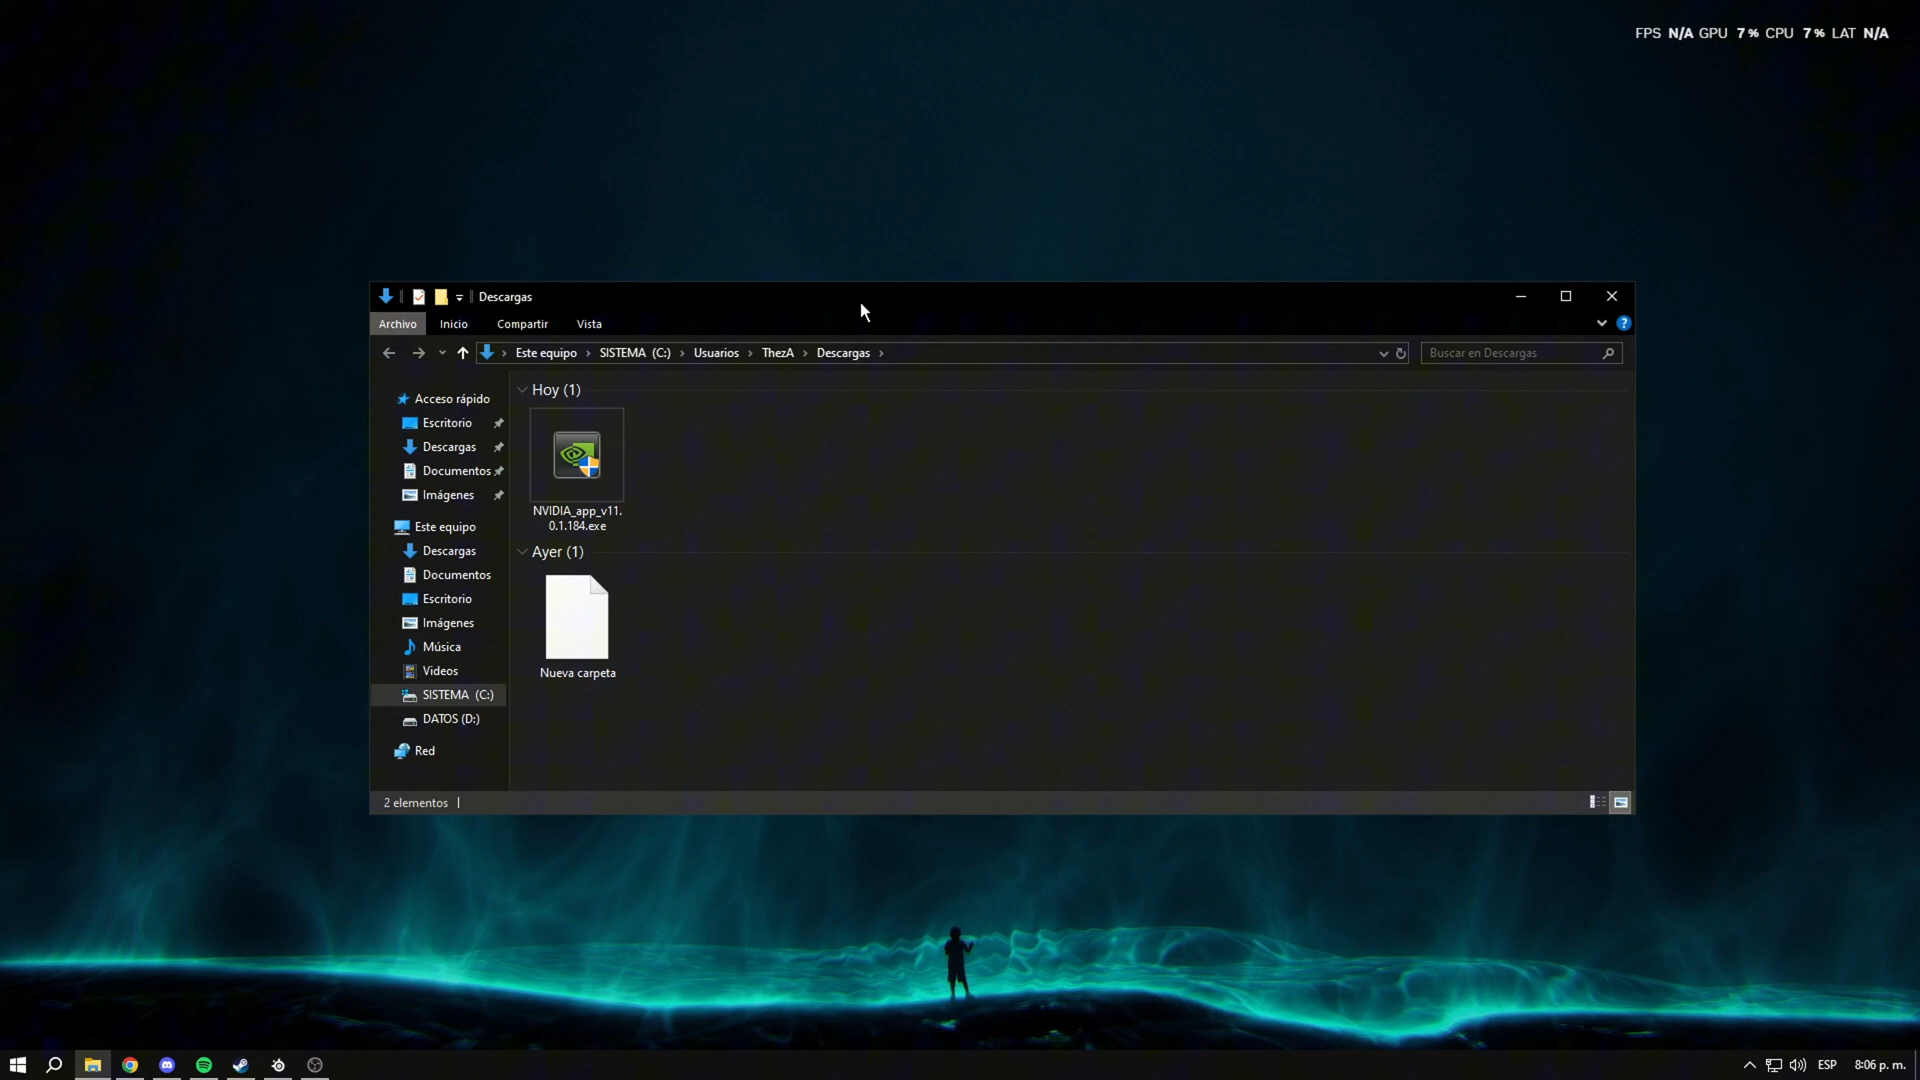 FPS N/A GPU 7% CPU 7% LAT N/A
Descargas
Archivo Inicio Compartir Vista
Este equipo SISTEMA (C:) Usuarios ThezA Descargas
Buscar en Descargas
Acceso rápido
Escritorio
Descargas
Documentos
Imágenes
Este equipo
Descargas
Documentos
Escritorio
Imágenes
Música
Videos
SISTEMA (C:)
DATOS (D:)
Red
Hoy (1)
NVIDIA_app_v11.
0.1.184.exe
Ayer (1)
Nueva carpeta
2 elementos
ESP 8:06 p. m.